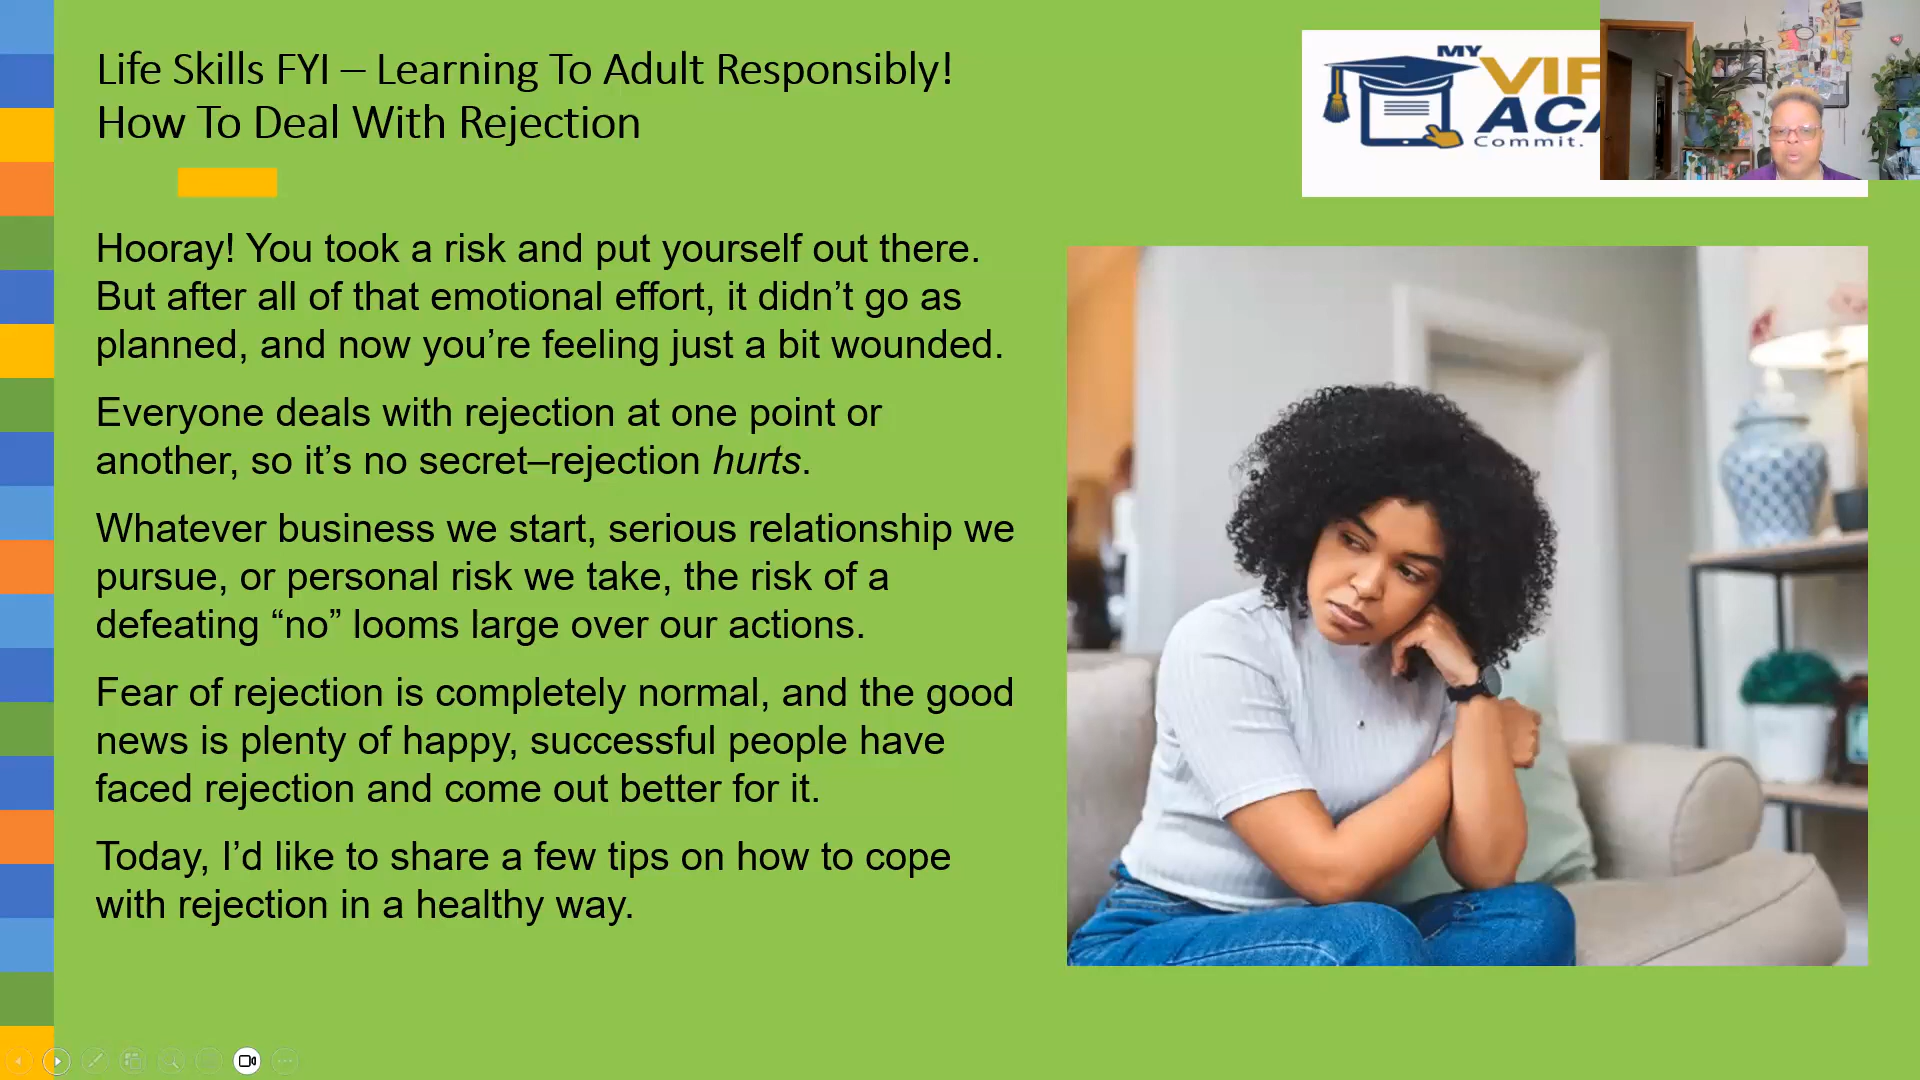 Life Skills FYI – Learning To Adult Responsibly!
How To Deal With Rejection
MY
Commit.
Hooray! You took a risk and put yourself out there.
But after all of that emotional effort, it didn’t go as
planned, and now you’re feeling just a bit wounded.
Everyone deals with rejection at one point or
another, so it’s no secret–rejection hurts.
Whatever business we start, serious relationship we
pursue, or personal risk we take, the risk of a
defeating “no” looms large over our actions.
Fear of rejection is completely normal, and the good
news is plenty of happy, successful people have
faced rejection and come out better for it.
Today, I’d like to share a few tips on how to cope
with rejection in a healthy way.